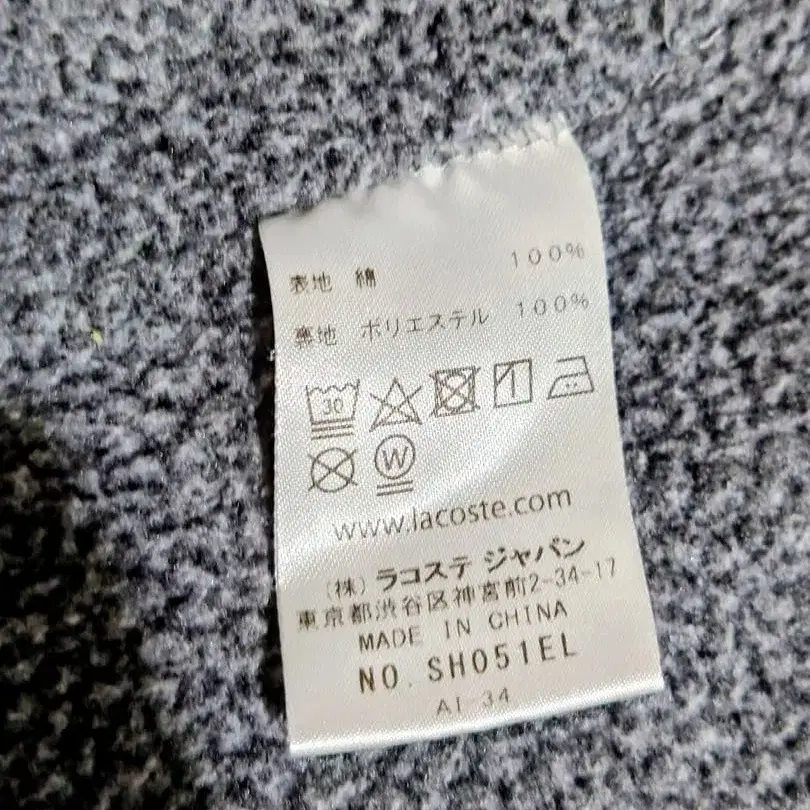 表地 綿 100%
裏地 ポリエステル 100%
30
W
www.lacoste.com
(株) ラコステ ジャパン
東京都渋谷区神宮前2-34-17
MADE IN CHINA
NO. SH051EL
AI-34